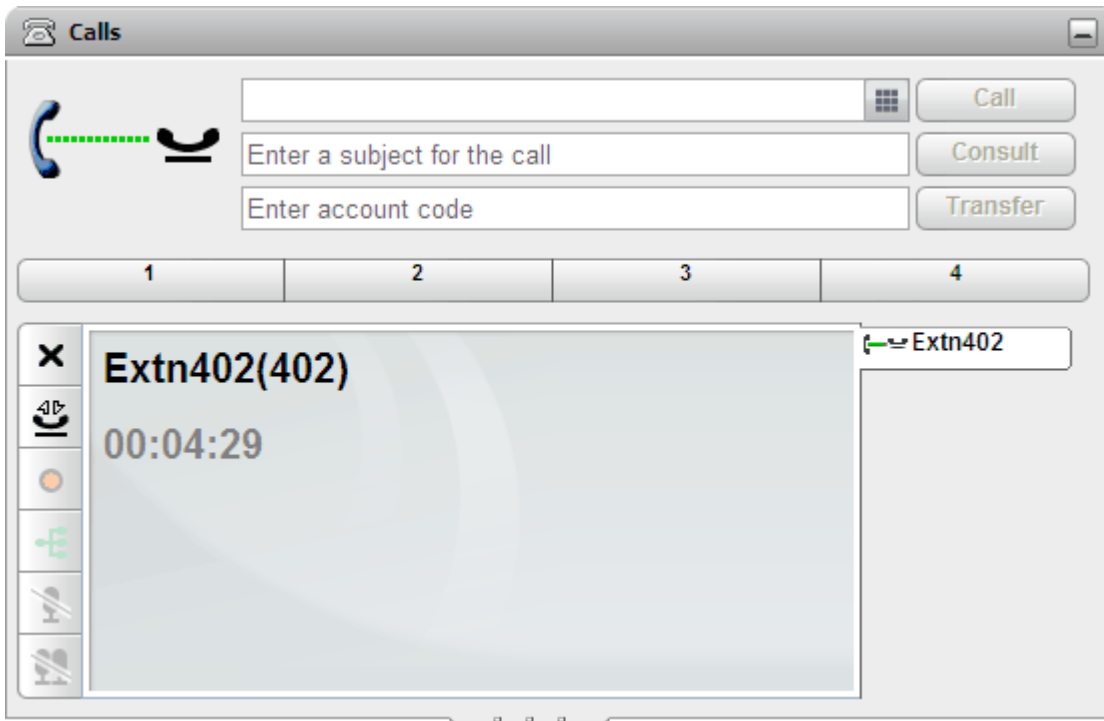 Calls
Call
Enter a subject for the call
Consult
Enter account code
Transfer
1 2 3 4
Extn402(402)
Extn402
00:04:29